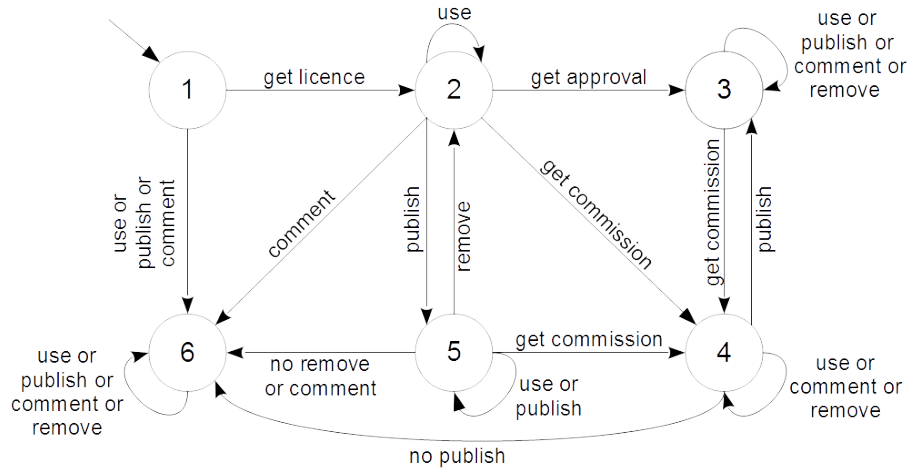 use
use or
publish or
comment or
remove
1
get licence
2
get approval
3
use or
publish or
comment
comment
publish
remove
get commission
get commission
publish
6
no remove
or comment
5
get commission
4
use or
publish or
comment or
remove
use or
publish
use or
comment or
remove
no publish